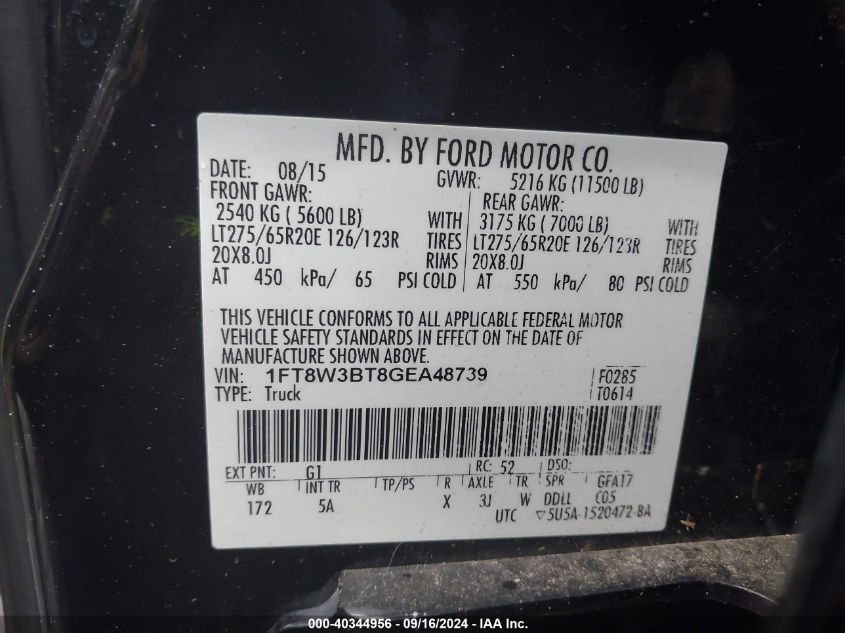 MFD. BY FORD MOTOR CO.
DATE: 08/15 GVWR: 5216 KG (11500 LB)
FRONT GAWR: REAR GAWR:
2540 KG ( 5600 LB) WITH 3175 KG ( 7000 LB) WITH
LT275/65R20E 126/123R TIRES LT275/65R20E 126/123R TIRES
20X8.0J RIMS 20X8.0J RIMS
AT 450 kPa/ 65 PSI COLD AT 550 kPa/ 80 PSI COLD
THIS VEHICLE CONFORMS TO ALL APPLICABLE FEDERAL MOTOR
VEHICLE SAFETY STANDARDS IN EFFECT ON THE DATE OF
MANUFACTURE SHOWN ABOVE.
VIN: 1FT8W3BT8GEA48739 F0285
TYPE: Truck T0614
EXT PNT: G1 RC: 52 DSO:
WB INT TR TP/PS R AXLE TR SPR GFA17
172 5A X 3J W DDLL C05
UTC ▽5U5A-1520472-BA
000-40344956 - 09/16/2024 - IAA Inc.